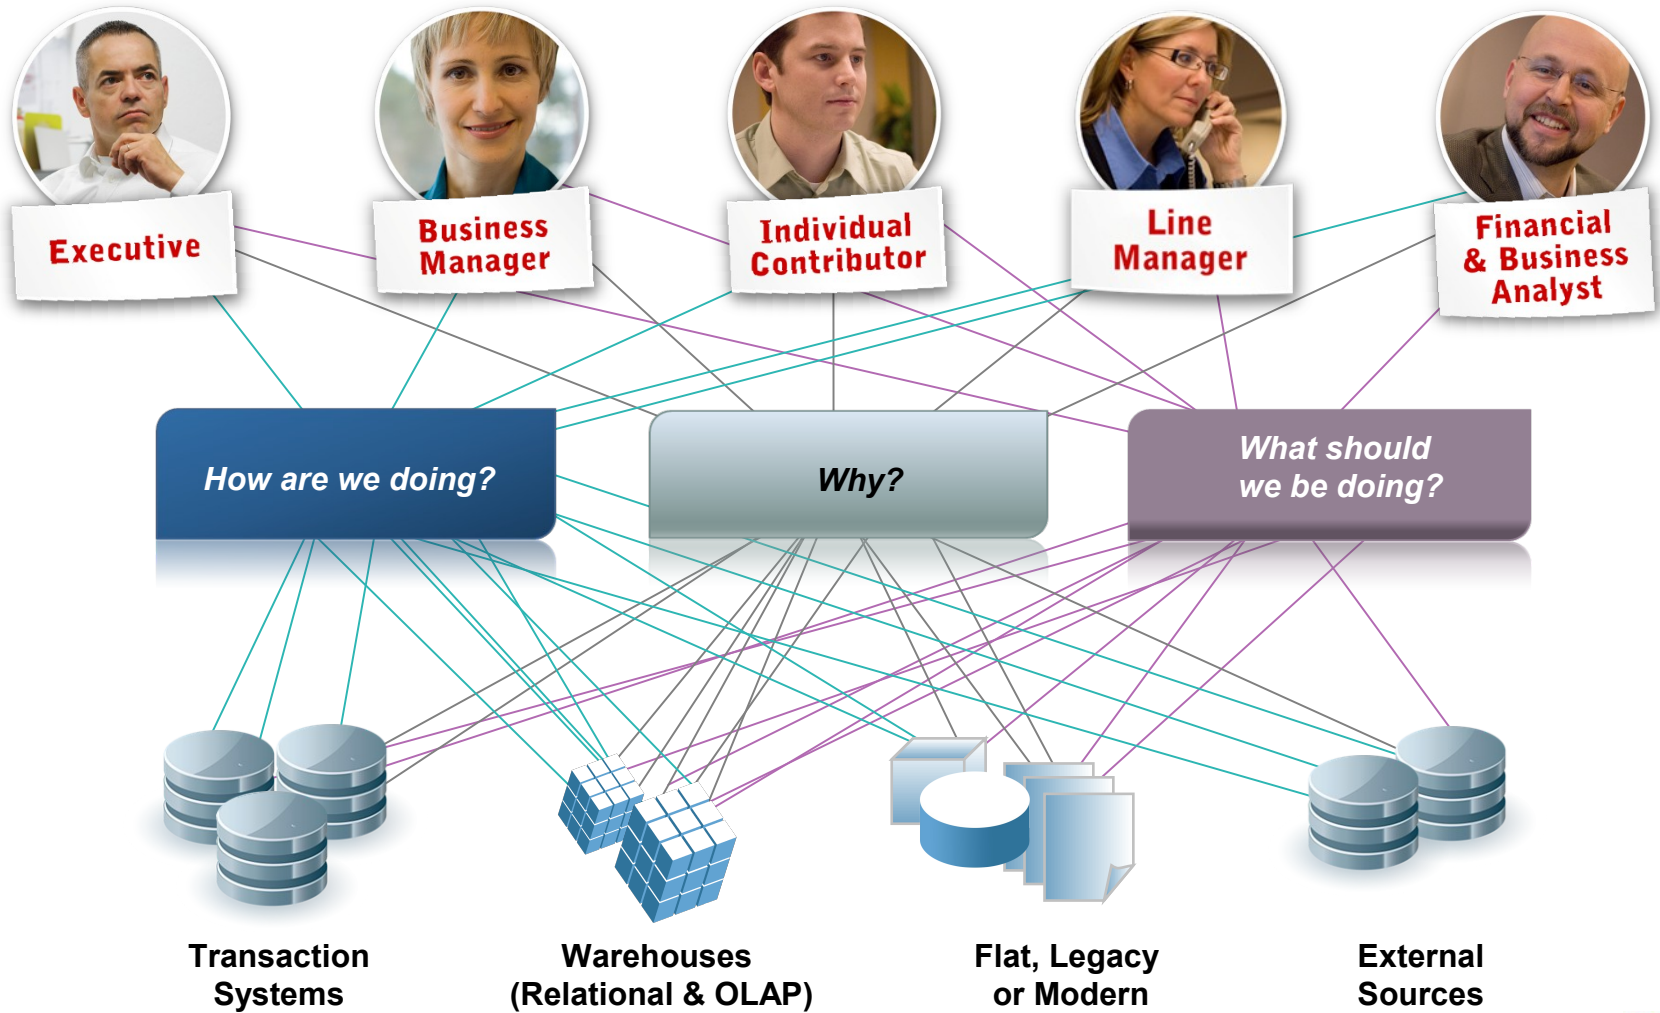 Executive
Business
Manager
Individual
Contributor
Line
Manager
Financial
& Business
Analyst
How are we doing?
Why?
What should
we be doing?
Transaction
Systems
Warehouses
(Relational & OLAP)
Flat, Legacy
or Modern
External
Sources